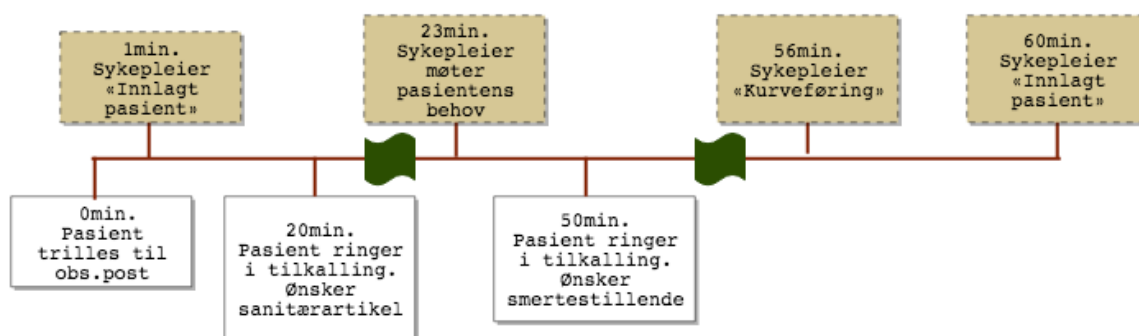 1min.
Sykepleier
«Innlagt
pasient»
23min.
Sykepleier
møter
pasientens
behov
56min.
Sykepleier
«Kurveføring»
60min.
Sykepleier
«Innlagt
pasient»
0min.
Pasient
trilles til
obs.post
20min.
Pasient ringer
i tilkalling.
Ønsker
sanitærartikel
50min.
Pasient ringer
i tilkalling.
Ønsker
smertestillende